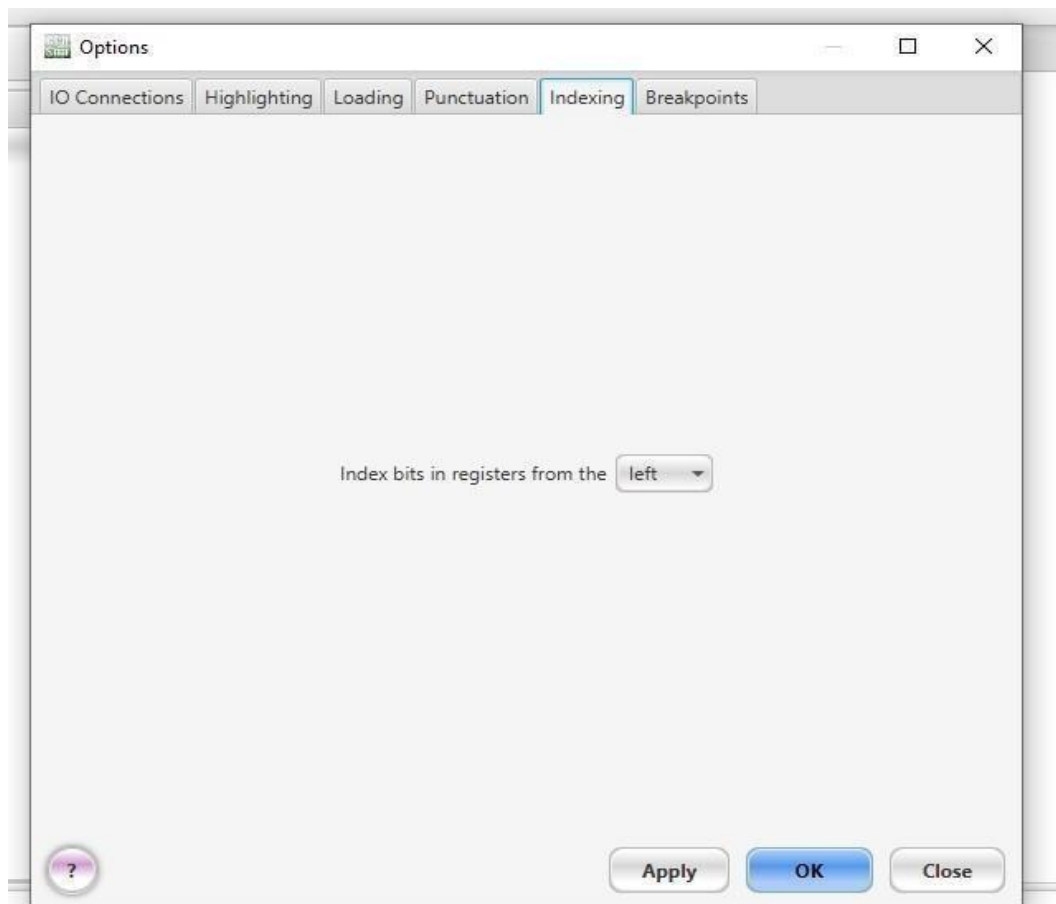 Options
IO Connections Highlighting Loading Punctuation Indexing Breakpoints
Index bits in registers from the left
?
Apply OK Close